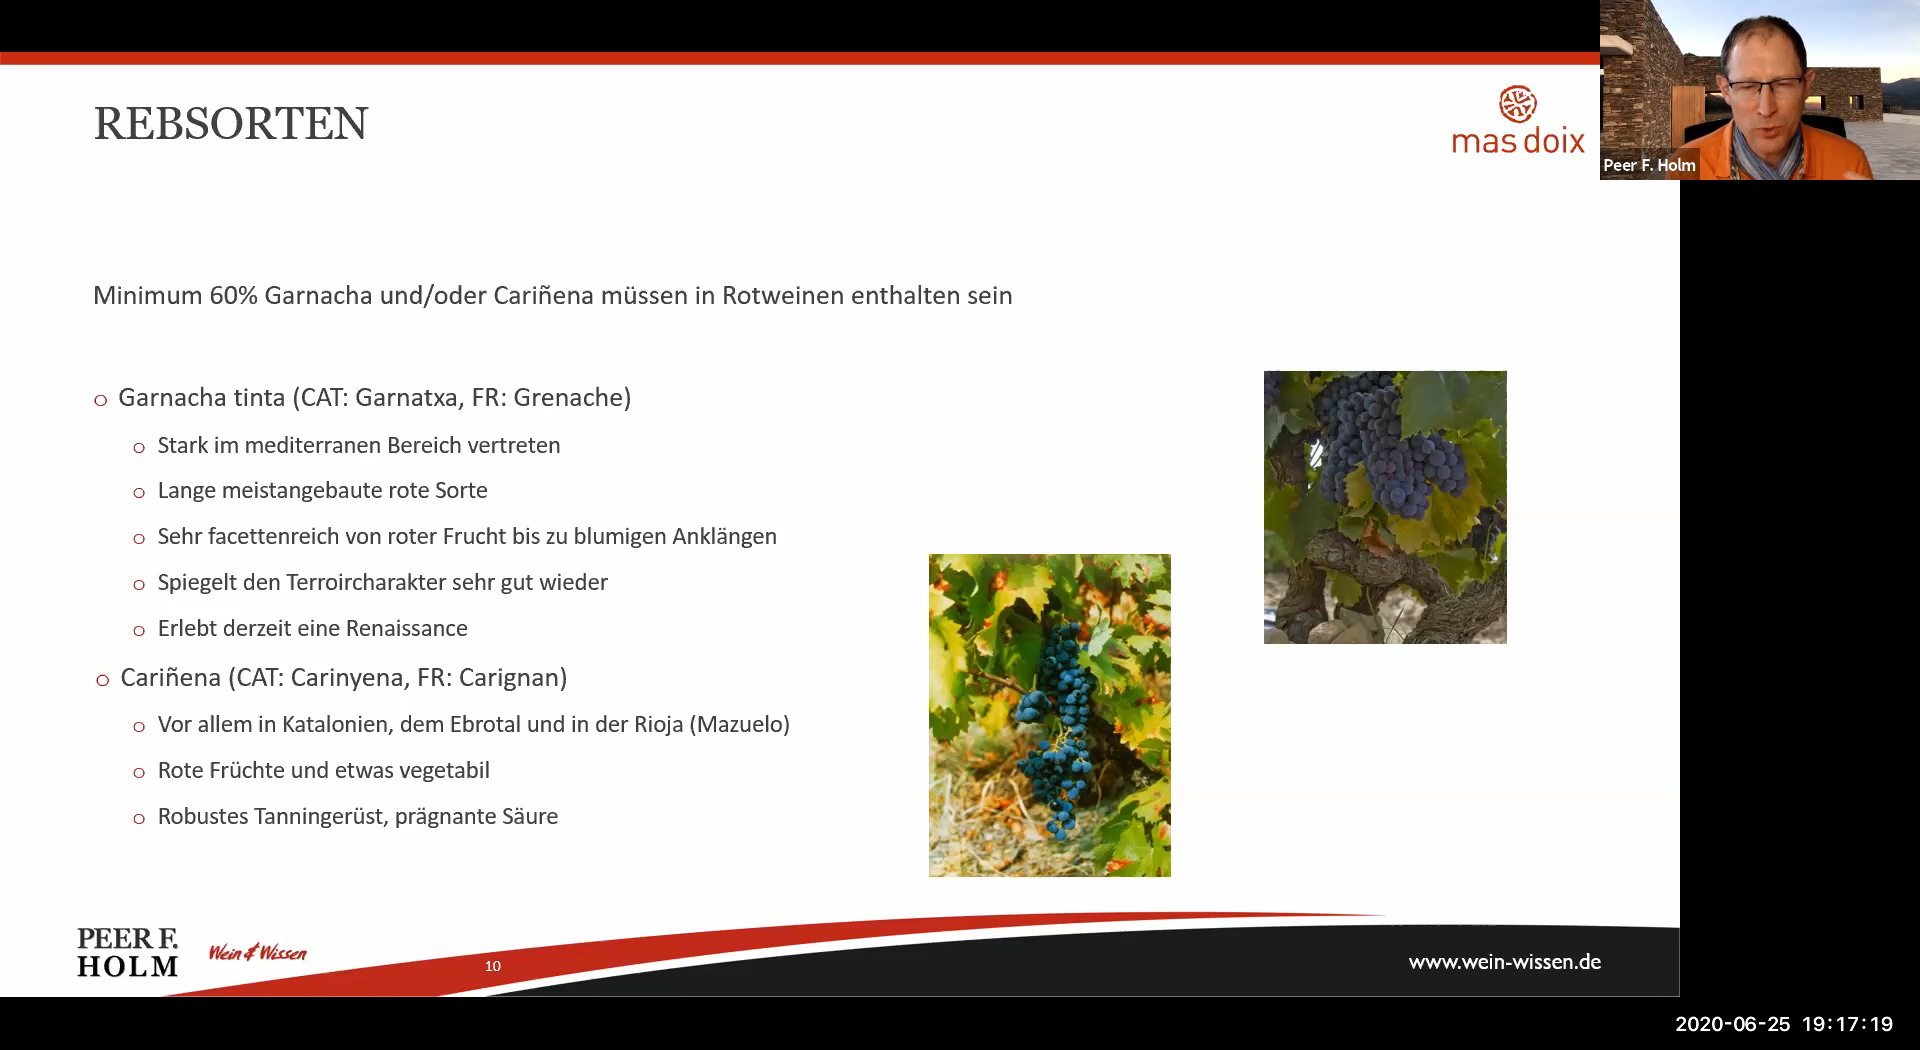 REBSORTEN
mas doix
Peer F. Holm
Minimum 60% Garnacha und/oder Cariñena müssen in Rotweinen enthalten sein
o Garnacha tinta (CAT: Garnatxa, FR: Grenache)
o Stark im mediterranen Bereich vertreten
o Lange meistangebaute rote Sorte
o Sehr facettenreich von roter Frucht bis zu blumigen Anklängen
o Spiegelt den Terroircharakter sehr gut wieder
o Erlebt derzeit eine Renaissance
o Cariñena (CAT: Carinyena, FR: Carignan)
o Vor allem in Katalonien, dem Ebrotal und in der Rioja (Mazuelo)
o Rote Früchte und etwas vegetabil
o Robustes Tanningerüst, prägnante Säure
PEER F.
HOLM
Wein & Wissen
10
www.wein-wissen.de
2020-06-25 19:17:19